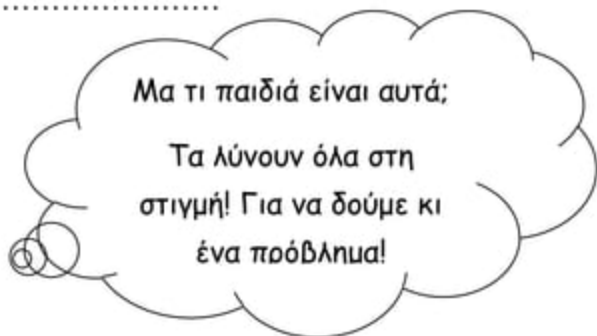 Μα τι παιδιά είναι αυτά;
Τα λύνουν όλα στη
στιγμή! Για να δούμε κι
ένα πρόβλημα!